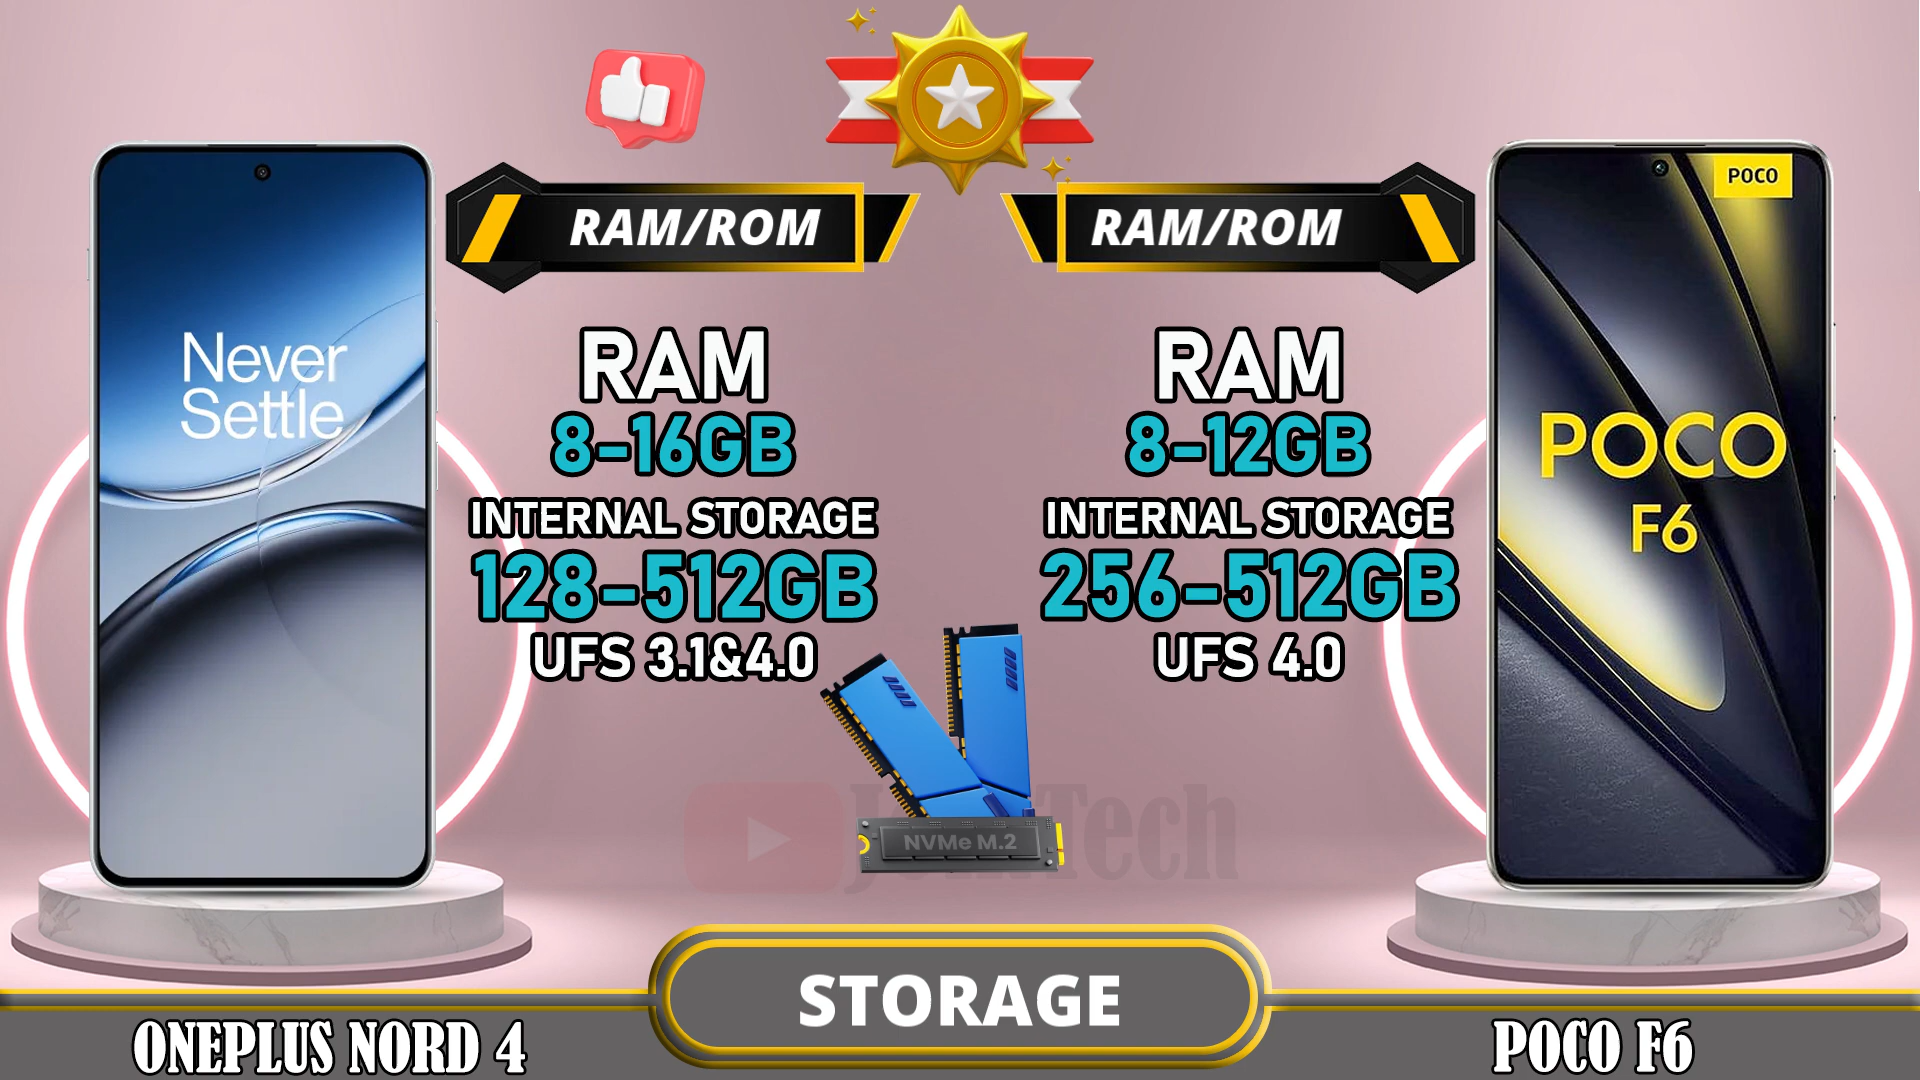 RAM/ROM
RAM/ROM
POCO
Never
Settle
RAM
8-16GB
INTERNAL STORAGE
128-512GB
UFS 3.1&4.0
RAM
8-12GB
INTERNAL STORAGE
256-512GB
UFS 4.0
POCO
F6
NVMe M.2
Tech
STORAGE
ONEPLUS NORD 4
POCO F6